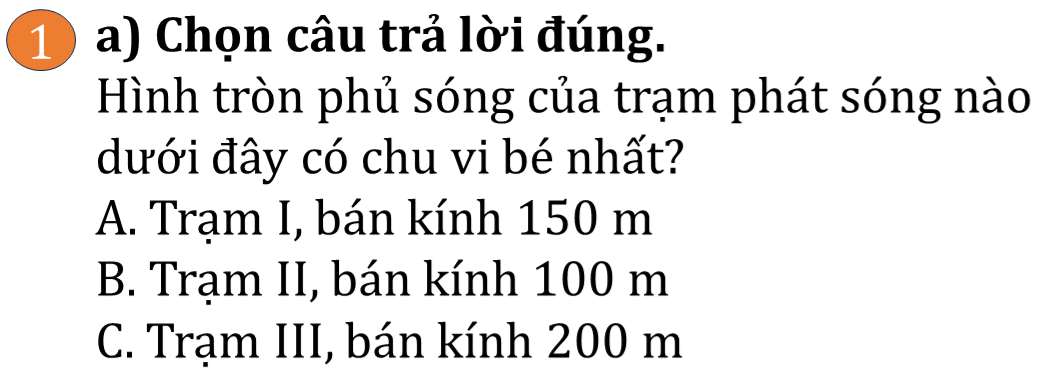 1 a) Chọn câu trả lời đúng.
Hình tròn phủ sóng của trạm phát sóng nào
dưới đây có chu vi bé nhất?
A. Trạm I, bán kính 150 m
B. Trạm II, bán kính 100 m
C. Trạm III, bán kính 200 m